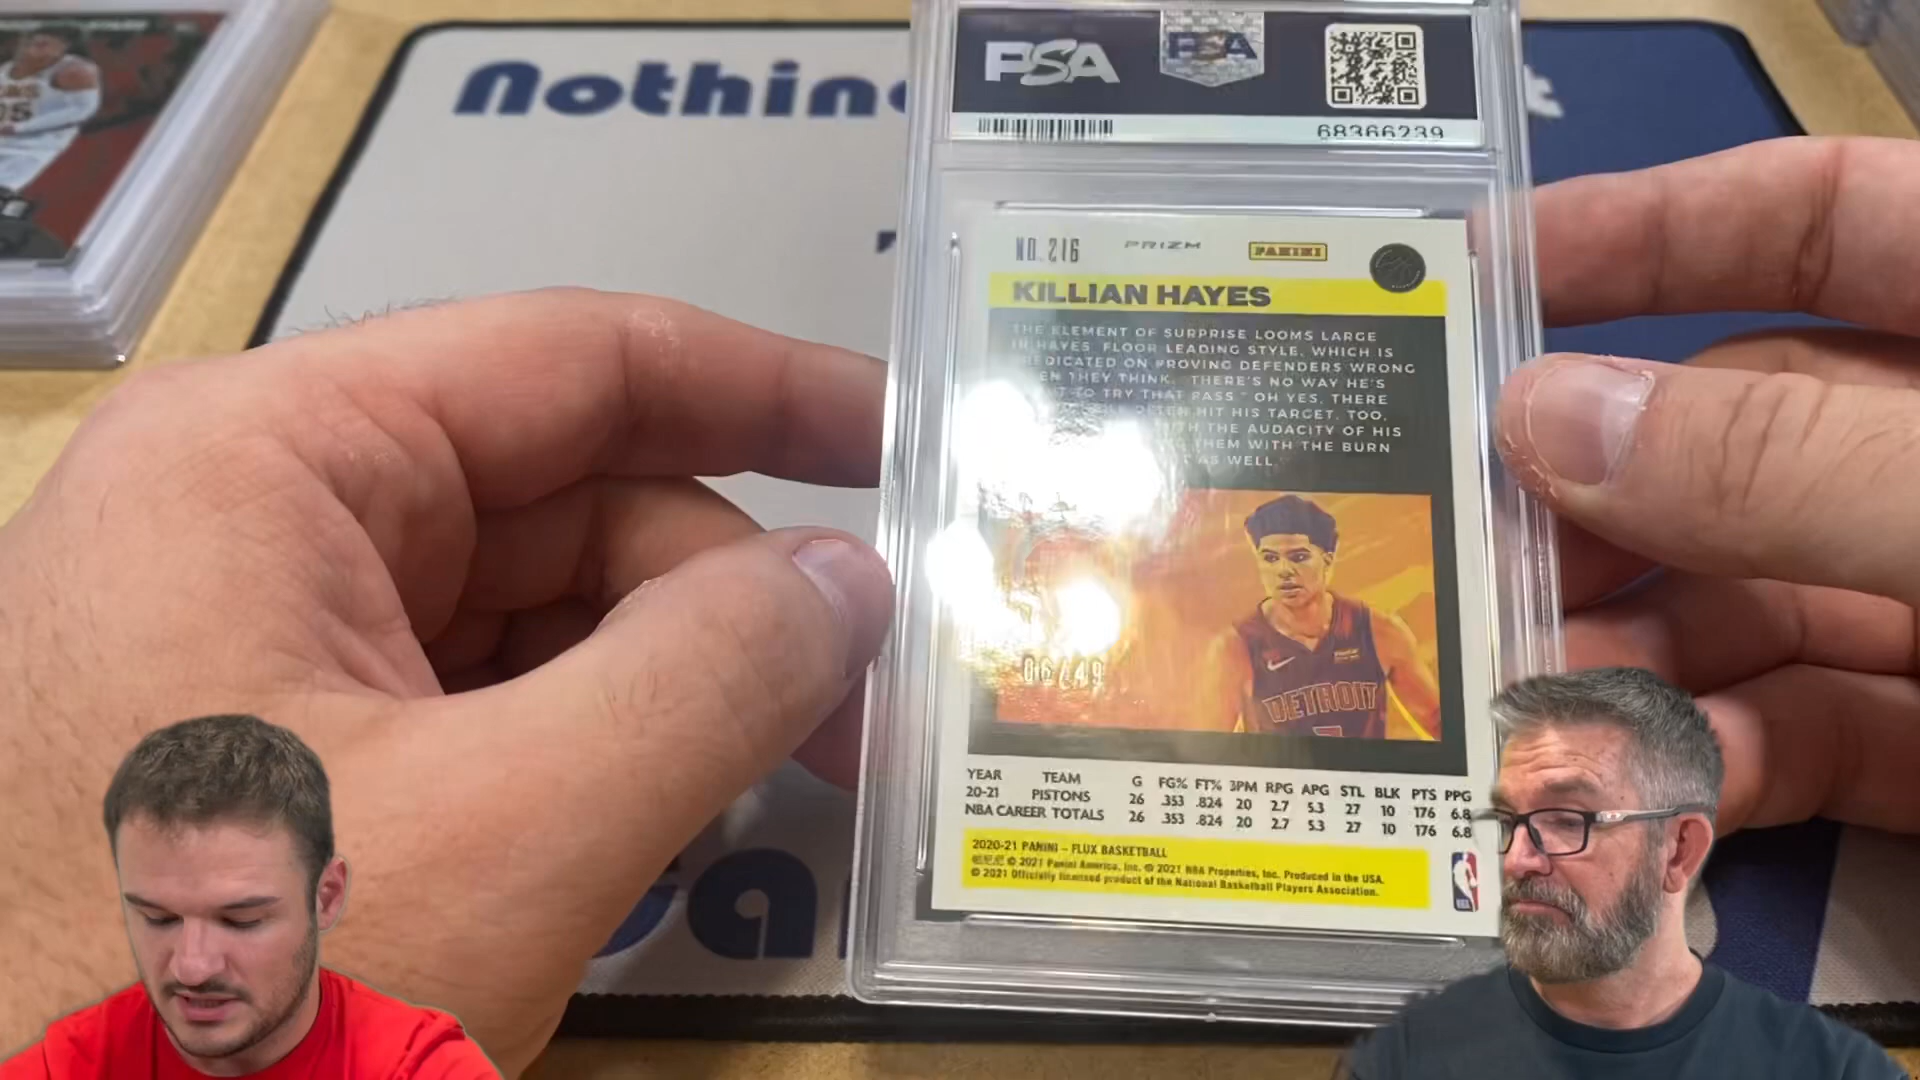 Nothin
PSA
PSA
68366239
NO. 216 PRIZM PANINI
KILLIAN HAYES
THE ELEMENT OF SURPRISE LOOMS LARGE
IN HAYES' FLOOR LEADING STYLE, WHICH IS
EDICATED ON PROVING DEFENDERS WRONG
EN THEY THINK, "THERE'S NO WAY HE'S
T TO TRY THAT PASS." OH YES, THERE
OFTEN HIT HIS TARGET, TOO,
TH THE AUDACITY OF HIS
THEM WITH THE BURN
T AS WELL.
06/49
DETROIT
YEAR TEAM G FG% FT% 3PM RPG APG STL BLK PTS PPG
20-21 PISTONS 26 .353 .824 20 2.7 5.3 27 10 176 6.8
NBA CAREER TOTALS 26 .353 .824 20 2.7 5.3 27 10 176 6.8
2020-21 PANINI – FLUX BASKETBALL
© 2021 Panini America, Inc. © 2021 NBA Properties, Inc. Produced in the USA.
© 2021 Officially licensed product of the National Basketball Players Association.